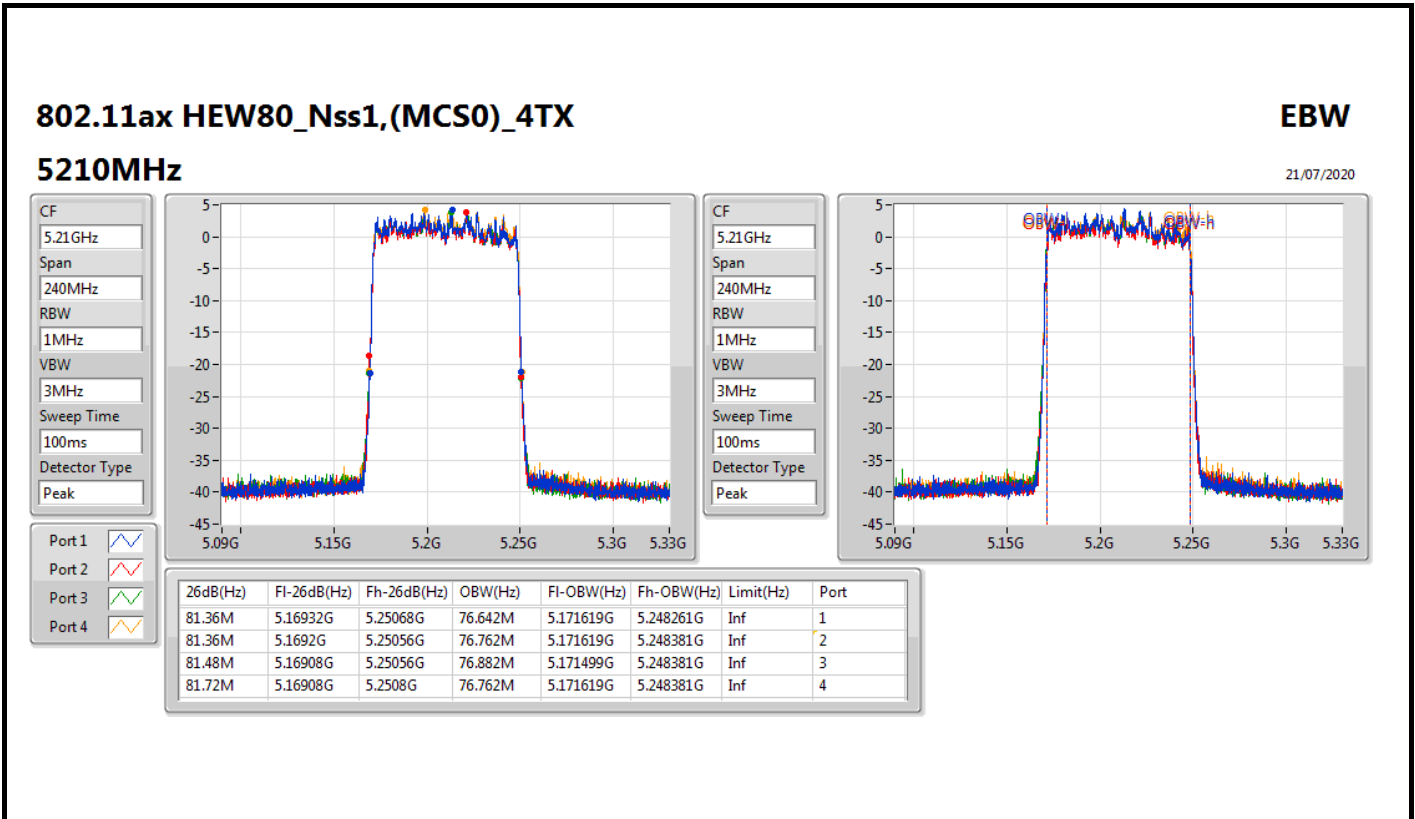 802.11ax HEW80_Nss1,(MCS0)_4TX EBW
5210MHz 21/07/2020
CF
5.21GHz
Span
240MHz
RBW
1MHz
VBW
3MHz
Sweep Time
100ms
Detector Type
Peak
5
0
-5
-10
-15
-20
-25
-30
-35
-40
-45
5.09G 5.15G 5.2G 5.25G 5.3G 5.33G
CF
5.21GHz
Span
240MHz
RBW
1MHz
VBW
3MHz
Sweep Time
100ms
Detector Type
Peak
5
0
-5
-10
-15
-20
-25
-30
-35
-40
-45
OBW-l OBW-h
5.09G 5.15G 5.2G 5.25G 5.3G 5.33G
Port 1
Port 2
Port 3
Port 4
26dB(Hz) Fl-26dB(Hz) Fh-26dB(Hz) OBW(Hz) Fl-OBW(Hz) Fh-OBW(Hz) Limit(Hz) Port
81.36M 5.16932G 5.25068G 76.642M 5.171619G 5.248261G Inf 1
81.36M 5.1692G 5.25056G 76.762M 5.171619G 5.248381G Inf 2
81.48M 5.16908G 5.25056G 76.882M 5.171499G 5.248381G Inf 3
81.72M 5.16908G 5.2508G 76.762M 5.171619G 5.248381G Inf 4